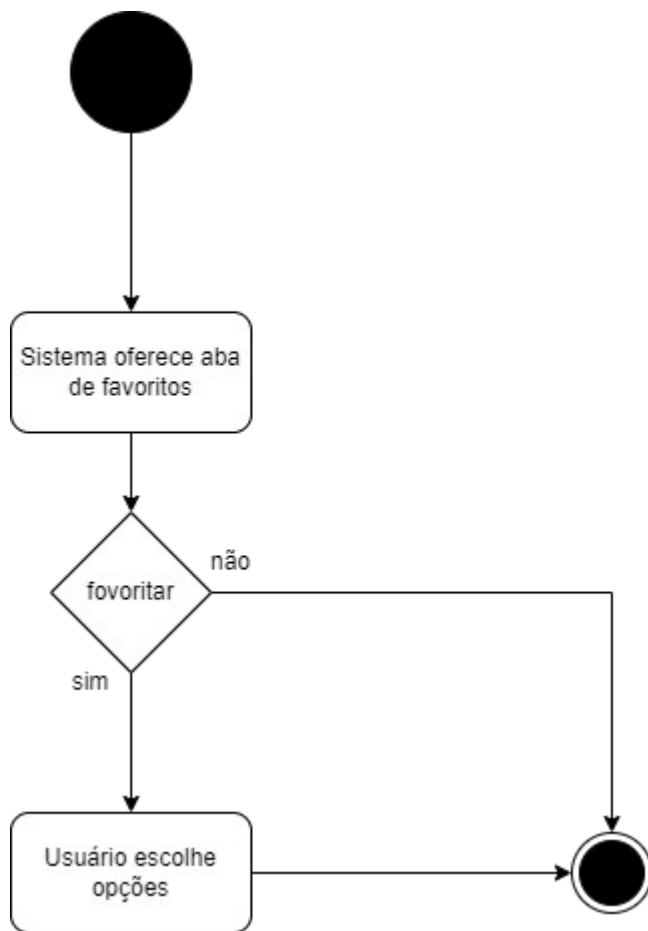 Sistema oferece aba
de favoritos
não
fovoritar
sim
Usuário escolhe
opções